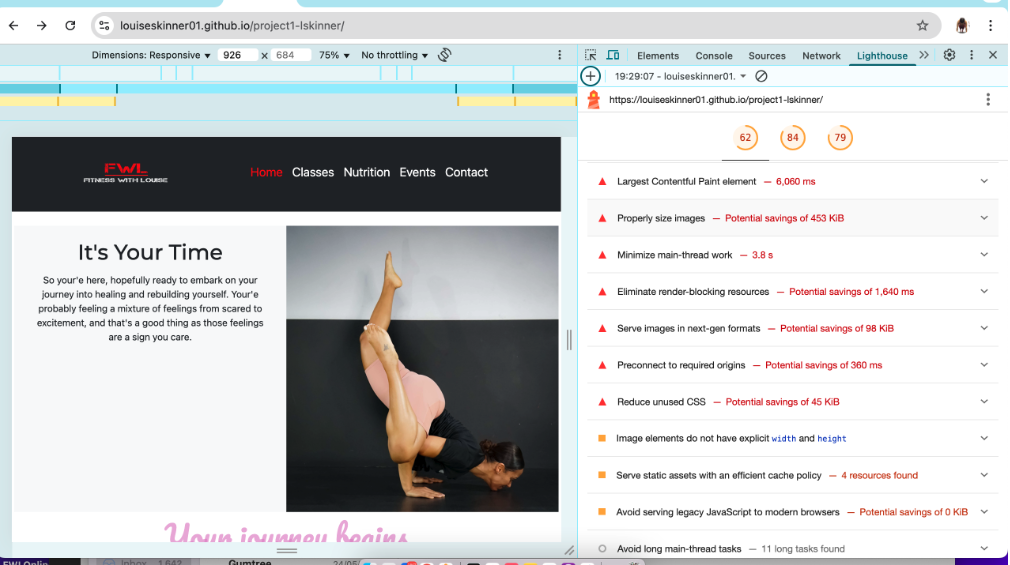 louiseskinner01.github.io/project1-lskinner/
Dimensions: Responsive 926 x 684 75% No throttling
Elements Console Sources Network Lighthouse
19:29:07 - louiseskinner01.
https://louiseskinner01.github.io/project1-lskinner/
62 84 79
FWL
FITNESS WITH LOUISE
Home Classes Nutrition Events Contact
It's Your Time
So your'e here, hopefully ready to embark on your
journey into healing and rebuilding yourself. Your'e
probably feeling a mixture of feelings from scared to
excitement, and that's a good thing as those feelings
are a sign you care.
Your journey begins
Largest Contentful Paint element — 6,060 ms
Properly size images — Potential savings of 453 KiB
Minimize main-thread work — 3.8 s
Eliminate render-blocking resources — Potential savings of 1,640 ms
Serve images in next-gen formats — Potential savings of 98 KiB
Preconnect to required origins — Potential savings of 360 ms
Reduce unused CSS — Potential savings of 45 KiB
Image elements do not have explicit width and height
Serve static assets with an efficient cache policy — 4 resources found
Avoid serving legacy JavaScript to modern browsers — Potential savings of 0 KiB
Avoid long main-thread tasks — 11 long tasks found
Inbox 1,642 Gumtree